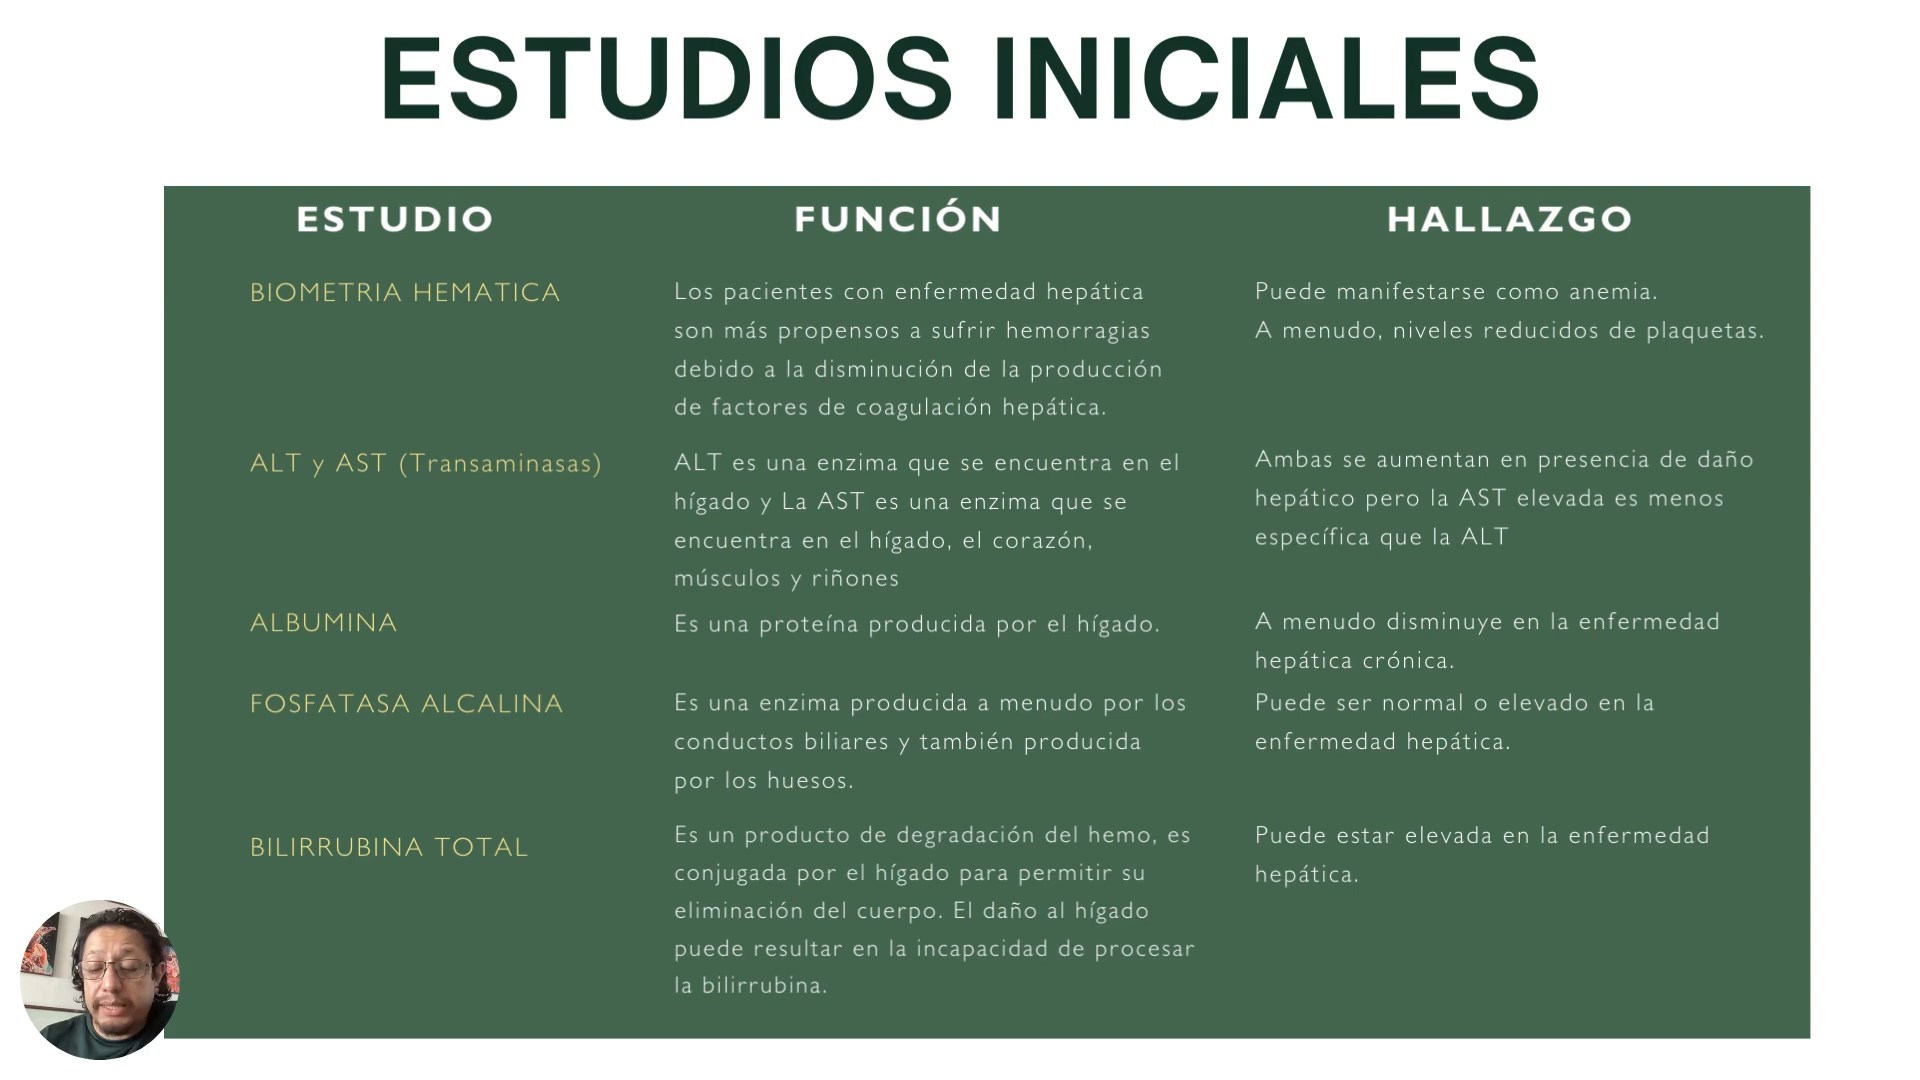 ESTUDIOS INICIALES
ESTUDIO
FUNCIÓN
HALLAZGO
BIOMETRIA HEMATICA
Los pacientes con enfermedad hepática
son más propensos a sufrir hemorragias
debido a la disminución de la producción
de factores de coagulación hepática.
Puede manifestarse como anemia.
A menudo, niveles reducidos de plaquetas.
ALT y AST (Transaminasas)
ALT es una enzima que se encuentra en el
hígado y La AST es una enzima que se
encuentra en el hígado, el corazón,
músculos y riñones
Ambas se aumentan en presencia de daño
hepático pero la AST elevada es menos
específica que la ALT
ALBUMINA
Es una proteína producida por el hígado.
A menudo disminuye en la enfermedad
hepática crónica.
FOSFATASA ALCALINA
Es una enzima producida a menudo por los
conductos biliares y también producida
por los huesos.
Puede ser normal o elevado en la
enfermedad hepática.
BILIRRUBINA TOTAL
Es un producto de degradación del hemo, es
conjugada por el hígado para permitir su
eliminación del cuerpo. El daño al hígado
puede resultar en la incapacidad de procesar
la bilirrubina.
Puede estar elevada en la enfermedad
hepática.